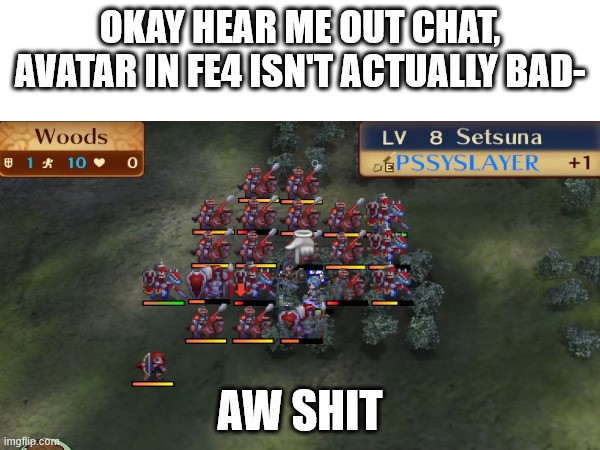 OKAY HEAR ME OUT CHAT,
AVATAR IN FE4 ISN'T ACTUALLY BAD-
Woods
1 10 0
LV 8 Setsuna
E PSSYSLAYER +1
AW SHIT
imgflip.com